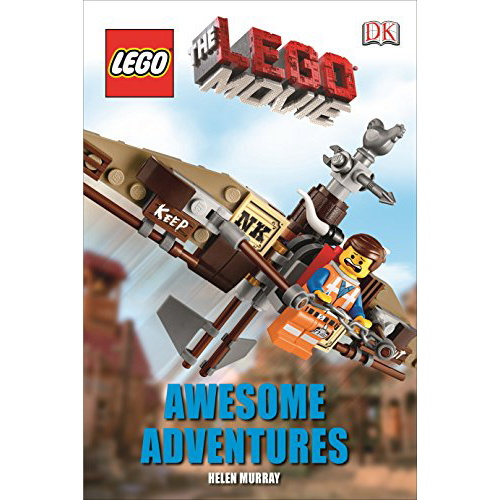 LEGO
DK
THE
LEGO
MOVIE
KEEP
NK
AWESOME
ADVENTURES
HELEN MURRAY